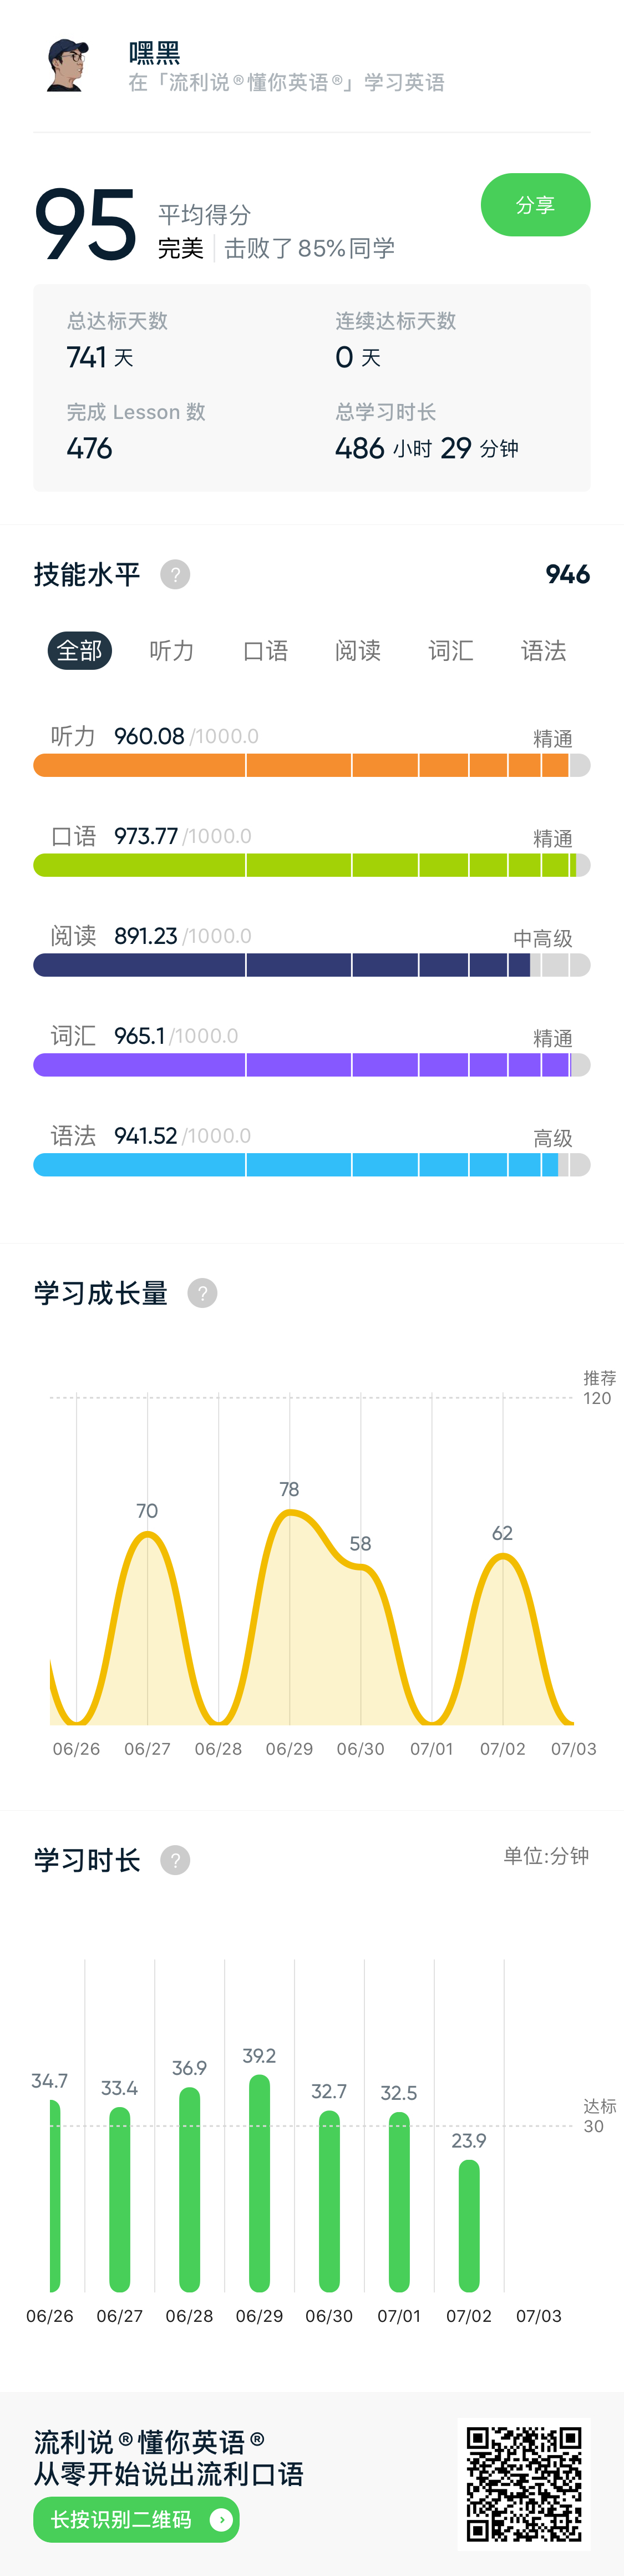 嘿黑
在「流利说®懂你英语®」学习英语
95
平均得分
完美 击败了85%同学
分享
总达标天数 连续达标天数
741 天 0 天
完成 Lesson 数 总学习时长
476 486 小时 29 分钟
技能水平 ? 946
全部 听力 口语 阅读 词汇 语法
听力 960.08 /1000.0 精通
口语 973.77 /1000.0 精通
阅读 891.23 /1000.0 中高级
词汇 965.1 /1000.0 精通
语法 941.52 /1000.0 高级
学习成长量 ?
推荐
120
78
70
58
62
06/26 06/27 06/28 06/29 06/30 07/01 07/02 07/03
学习时长 ? 单位:分钟
34.7 33.4 36.9 39.2 32.7 32.5 23.9
达标
30
06/26 06/27 06/28 06/29 06/30 07/01 07/02 07/03
流利说®懂你英语®
从零开始说出流利口语
长按识别二维码